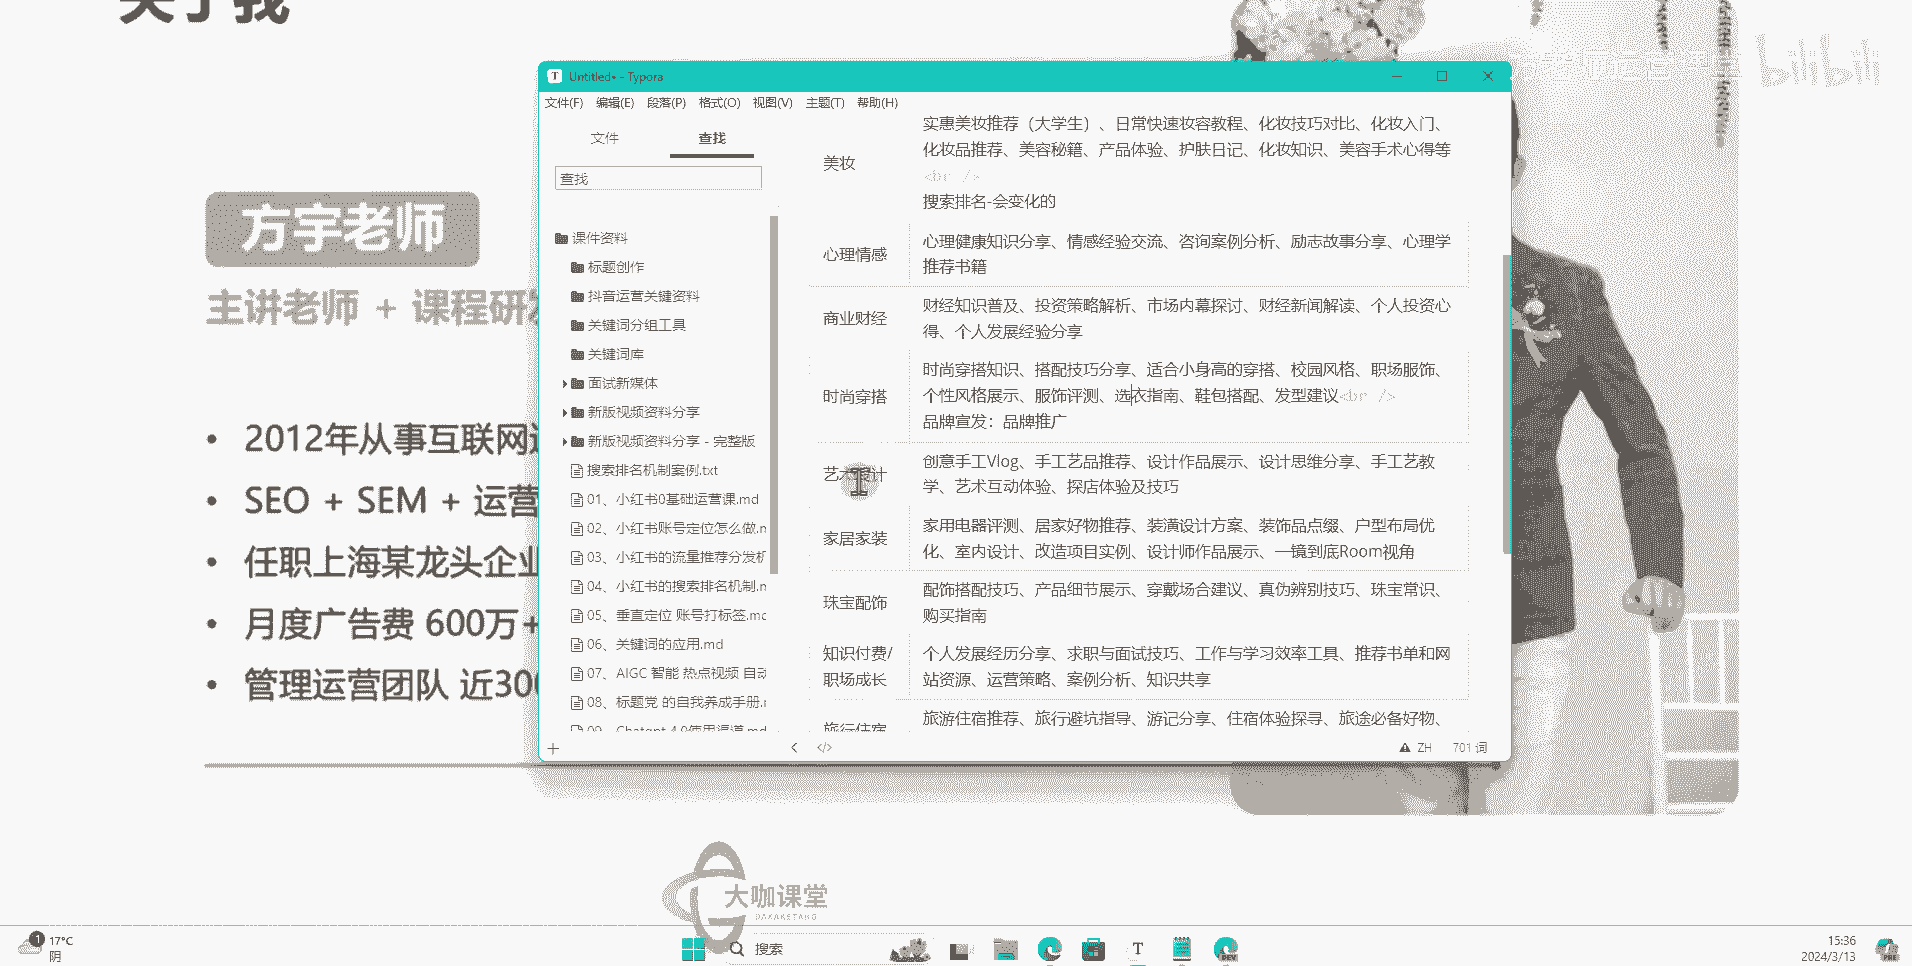 关于我
bilibili
Untitled• - Typora
文件(F) 编辑(E) 段落(P) 格式(O) 视图(V) 主题(T) 帮助(H)
文件 查找
查找
课件资料
标题创作
抖音运营关键资料
关键词分组工具
关键词库
面试新媒体
新版视频资料分享
新版视频资料分享 - 完整版
搜索排名机制案例.txt
01、小红书0基础运营课.md
02、小红书账号定位怎么做.m
03、小红书的流量推荐分发机
04、小红书的搜索排名机制.m
05、垂直定位 账号打标签.mc
06、关键词的应用.md
07、AIGC 智能 热点视频 自动
08、标题党 的自我养成手册.r
09、Chatgpt 4.0使用渠道.md
实惠美妆推荐（大学生）、日常快速妆容教程、化妆技巧对比、化妆入门、
美妆
化妆品推荐、美容秘籍、产品体验、护肤日记、化妆知识、美容手术心得等
<br />
搜索排名-会变化的
心理情感
心理健康知识分享、情感经验交流、咨询案例分析、励志故事分享、心理学
推荐书籍
商业财经
财经知识普及、投资策略解析、市场内幕探讨、财经新闻解读、个人投资心
得、个人发展经验分享
时尚穿搭
时尚穿搭知识、搭配技巧分享、适合小身高的穿搭、校园风格、职场服饰、
个性风格展示、服饰评测、选衣指南、鞋包搭配、发型建议<br />
品牌宣发：品牌推广
艺术设计
创意手工Vlog、手工艺品推荐、设计作品展示、设计思维分享、手工艺教
学、艺术互动体验、探店体验及技巧
家居家装
家用电器评测、居家好物推荐、装潢设计方案、装饰品点缀、户型布局优
化、室内设计、改造项目实例、设计师作品展示、一镜到底Room视角
珠宝配饰
配饰搭配技巧、产品细节展示、穿戴场合建议、真伪辨别技巧、珠宝常识、
购买指南
知识付费/
职场成长
个人发展经历分享、求职与面试技巧、工作与学习效率工具、推荐书单和网
站资源、运营策略、案例分析、知识共享
旅行住宿
旅游住宿推荐、旅行避坑指导、游记分享、住宿体验探寻、旅途必备好物、
ZH 701 词
方宇老师
主讲老师 + 课程研发
• 2012年从事互联网运
• SEO + SEM + 运营
• 任职上海某龙头企业
• 月度广告费 600万+
• 管理运营团队 近300
大咖课堂
DAKAKETANG
1 17°C
阴
搜索
DEV
15:36
2024/3/13
PRE